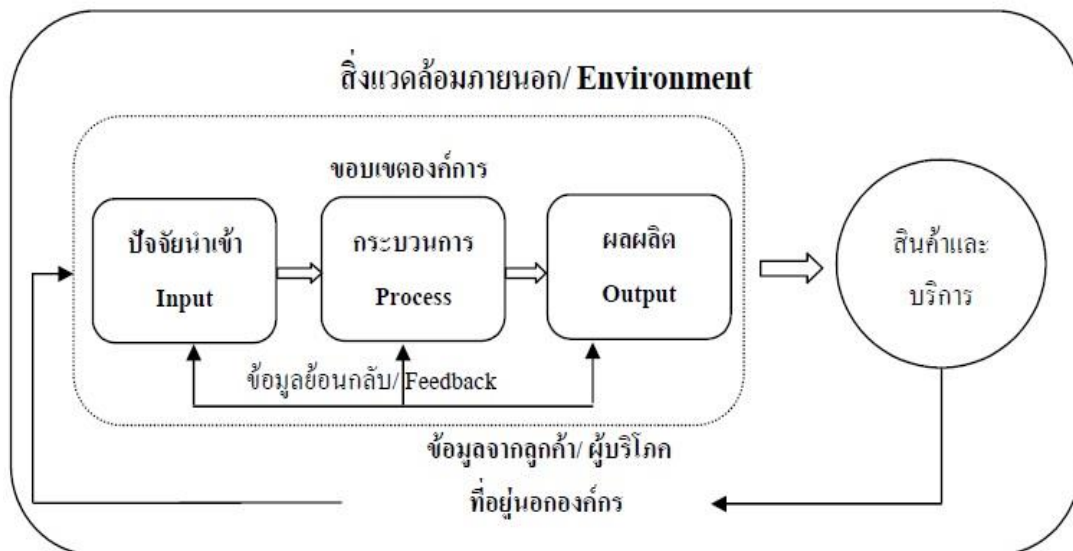 สิ่งแวดล้อมภายนอก/ Environment
ขอบเขตองค์การ
ปัจจัยนำเข้า
Input
กระบวนการ
Process
ผลผลิต
Output
สินค้าและ
บริการ
ข้อมูลย้อนกลับ/ Feedback
ข้อมูลจากลูกค้า/ ผู้บริโภค
ที่อยู่นอกองค์กร